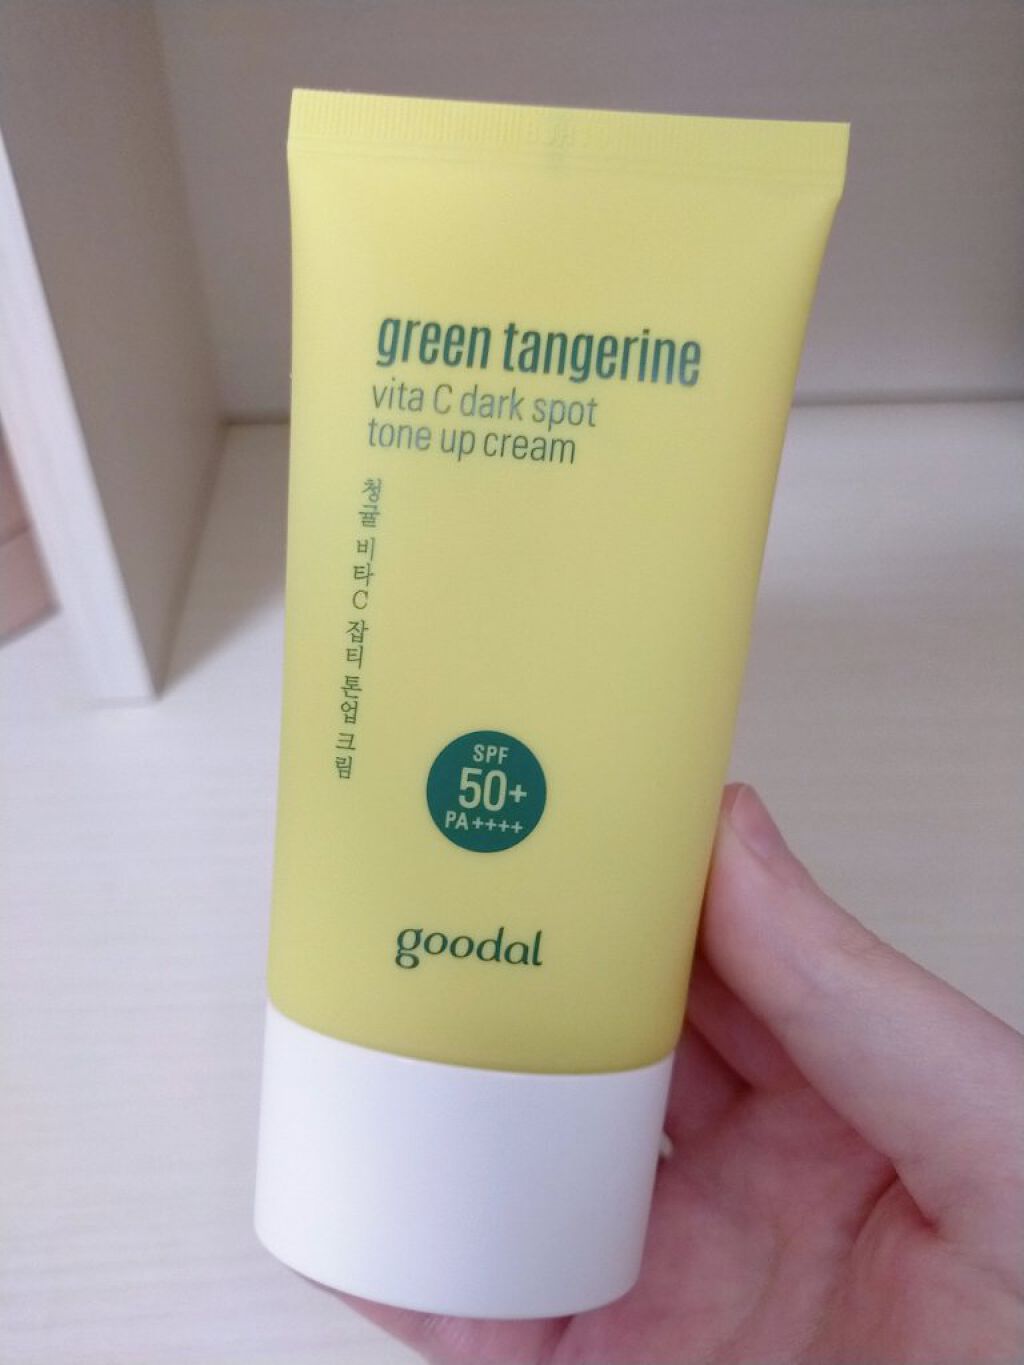 green tangerine
vita C dark spot
tone up cream
청귤 비타C 잡티 톤업 크림
SPF
50+
PA++++
goodal